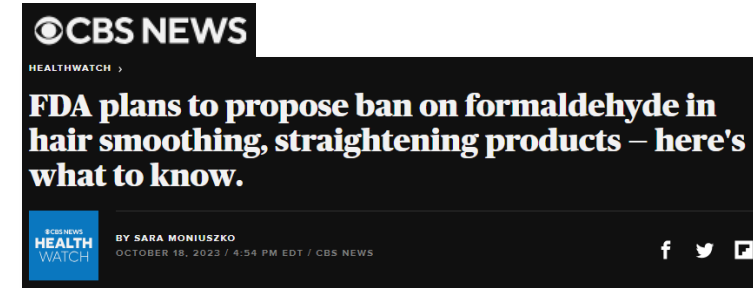 CBS NEWS
HEALTHWATCH ›
FDA plans to propose ban on formaldehyde in
hair smoothing, straightening products — here's
what to know.
CBS NEWS
HEALTH
WATCH
BY SARA MONIUSZKO
OCTOBER 18, 2023 / 4:54 PM EDT / CBS NEWS